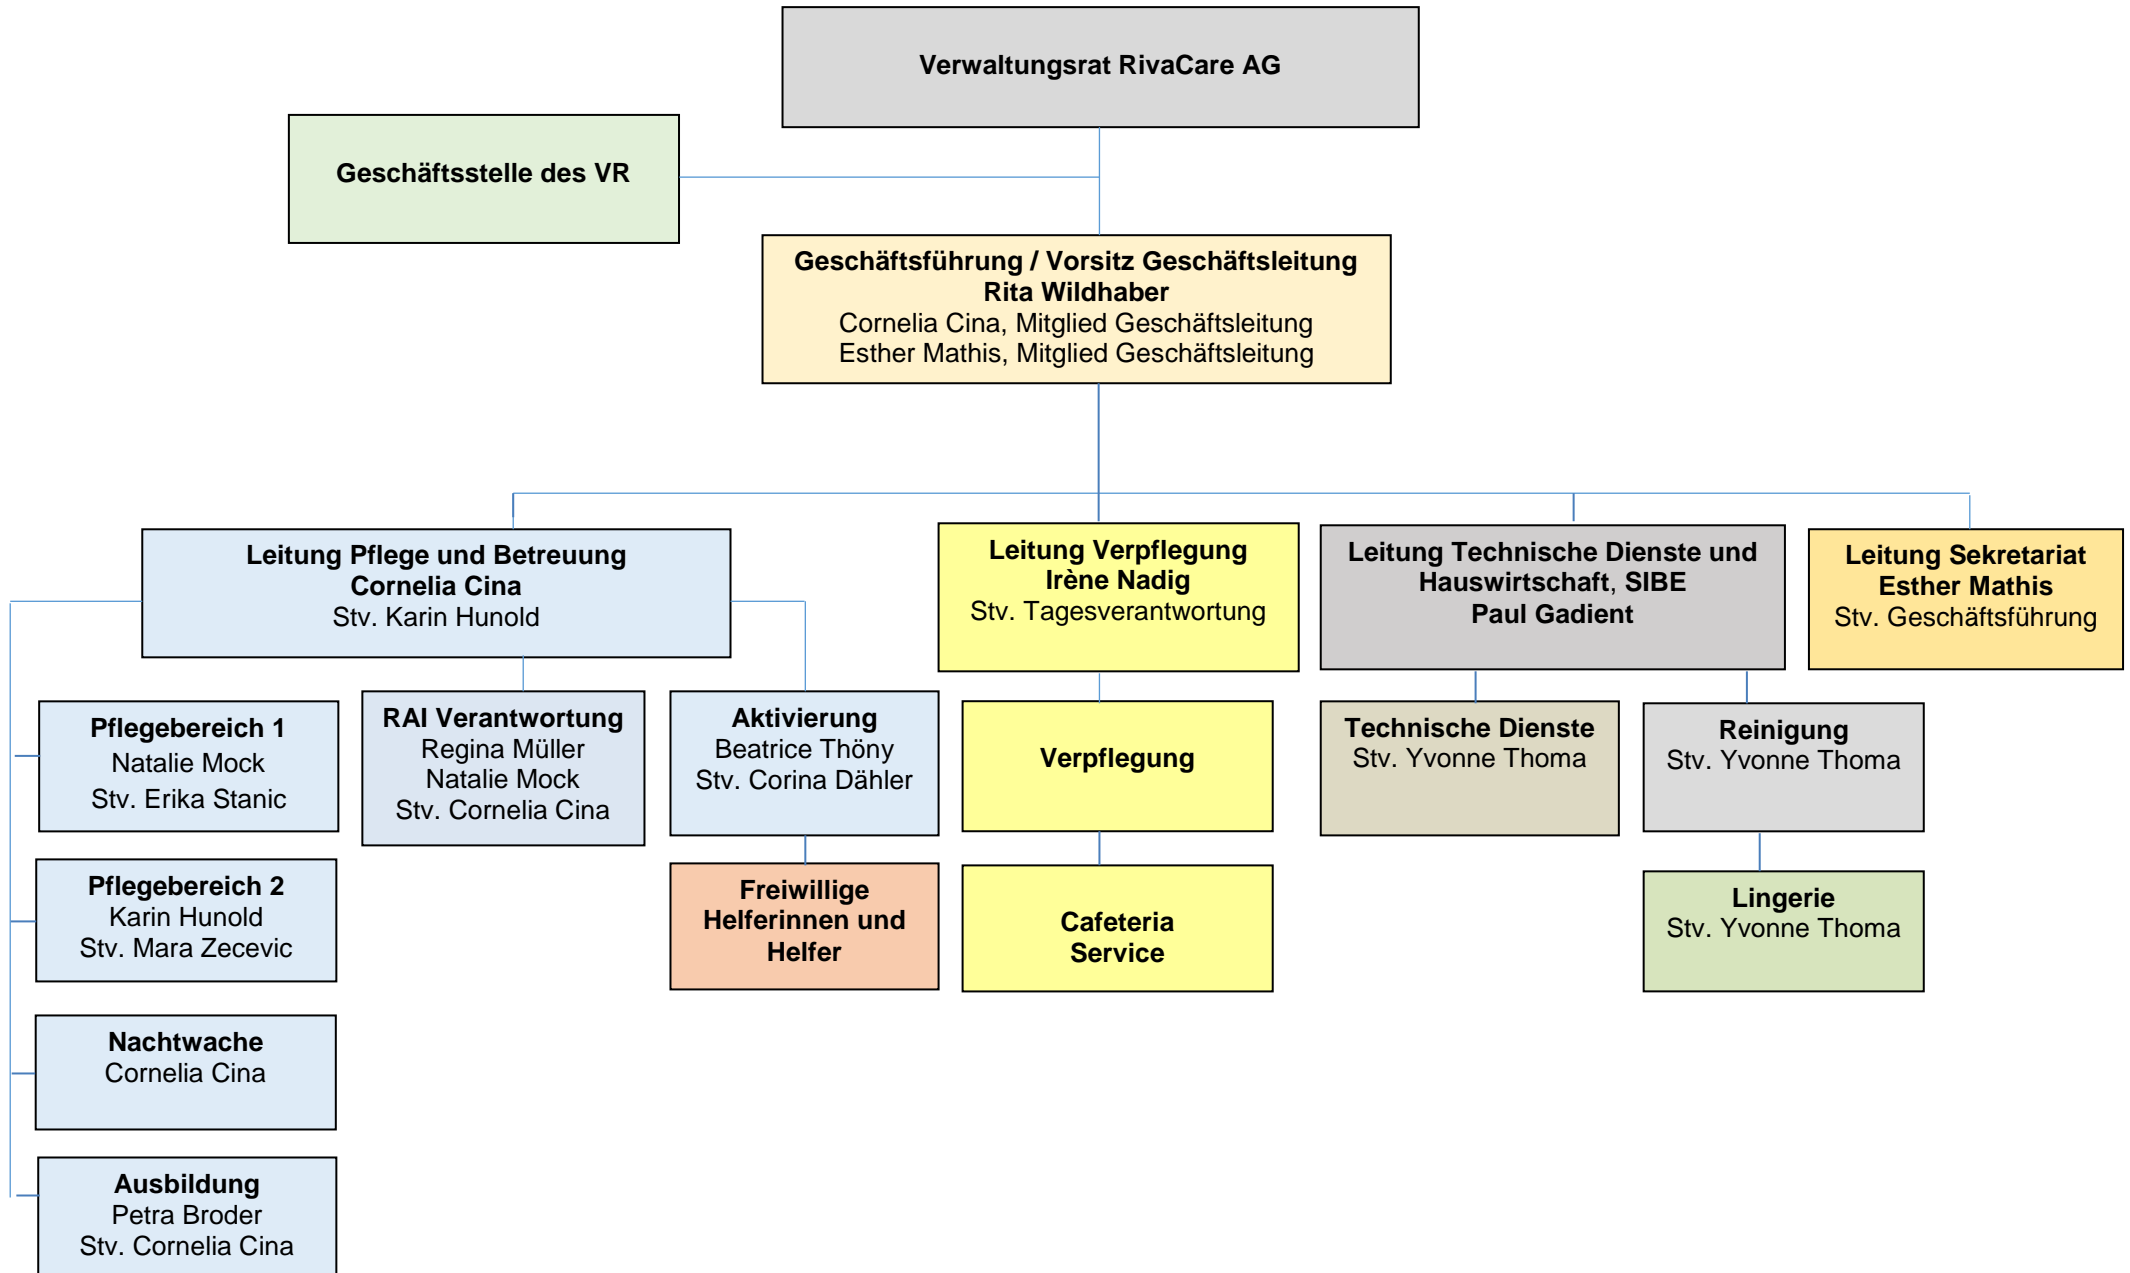 Verwaltungsrat RivaCare AG
Geschäftsstelle des VR
Geschäftsführung / Vorsitz Geschäftsleitung
Rita Wildhaber
Cornelia Cina, Mitglied Geschäftsleitung
Esther Mathis, Mitglied Geschäftsleitung
Leitung Pflege und Betreuung
Cornelia Cina
Stv. Karin Hunold
Leitung Verpflegung
Irène Nadig
Stv. Tagesverantwortung
Leitung Technische Dienste und
Hauswirtschaft, SIBE
Paul Gadient
Leitung Sekretariat
Esther Mathis
Stv. Geschäftsführung
Pflegebereich 1
Natalie Mock
Stv. Erika Stanic
RAI Verantwortung
Regina Müller
Natalie Mock
Stv. Cornelia Cina
Aktivierung
Beatrice Thöny
Stv. Corina Dähler
Verpflegung
Technische Dienste
Stv. Yvonne Thoma
Reinigung
Stv. Yvonne Thoma
Pflegebereich 2
Karin Hunold
Stv. Mara Zecevic
Freiwillige
Helferinnen und
Helfer
Cafeteria
Service
Lingerie
Stv. Yvonne Thoma
Nachtwache
Cornelia Cina
Ausbildung
Petra Broder
Stv. Cornelia Cina